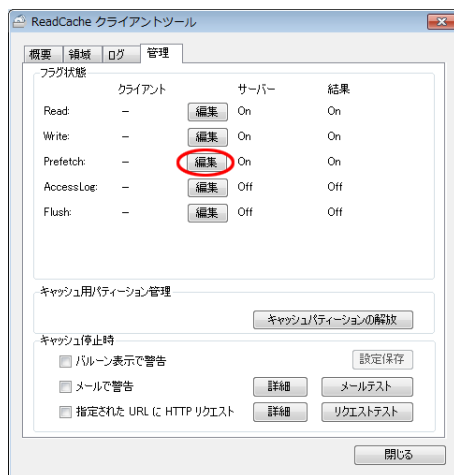 ReadCache クライアントツール
概要 領域 ログ 管理
フラグ状態
クライアント サーバー 結果
Read: － 編集 On On
Write: － 編集 On On
Prefetch: － 編集 On On
AccessLog: － 編集 Off Off
Flush: － 編集 Off Off
キャッシュ用パティーション管理
キャッシュパティーションの解放
キャッシュ停止時
バルーン表示で警告 設定保存
メールで警告 詳細 メールテスト
指定された URL に HTTP リクエスト 詳細 リクエストテスト
閉じる